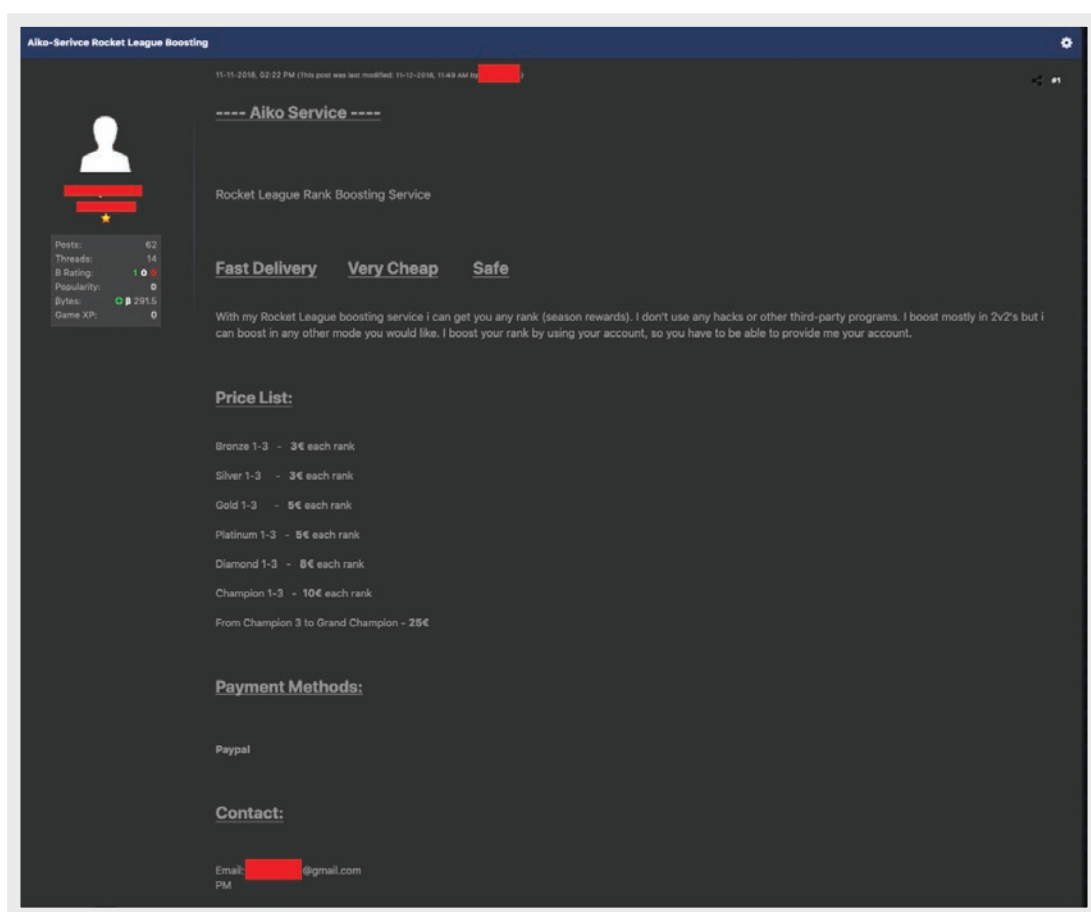 Aiko-Serivce Rocket League Boosting
11-11-2018, 02:22 PM (This post was last modified: 11-12-2018, 11:49 AM by )
#1
---- Aiko Service ----
Rocket League Rank Boosting Service
Posts: 62
Threads: 14
B Rating: 1 0 0
Popularity: 0
βytes: β 291.5
Game XP: 0
Fast Delivery Very Cheap Safe
With my Rocket League boosting service i can get you any rank (season rewards). I don't use any hacks or other third-party programs. I boost mostly in 2v2's but i
can boost in any other mode you would like. I boost your rank by using your account, so you have to be able to provide me your account.
Price List:
Bronze 1-3 - 3€ each rank
Silver 1-3 - 3€ each rank
Gold 1-3 - 5€ each rank
Platinum 1-3 - 5€ each rank
Diamond 1-3 - 8€ each rank
Champion 1-3 - 10€ each rank
From Champion 3 to Grand Champion - 25€
Payment Methods:
Paypal
Contact:
Email: @gmail.com
PM